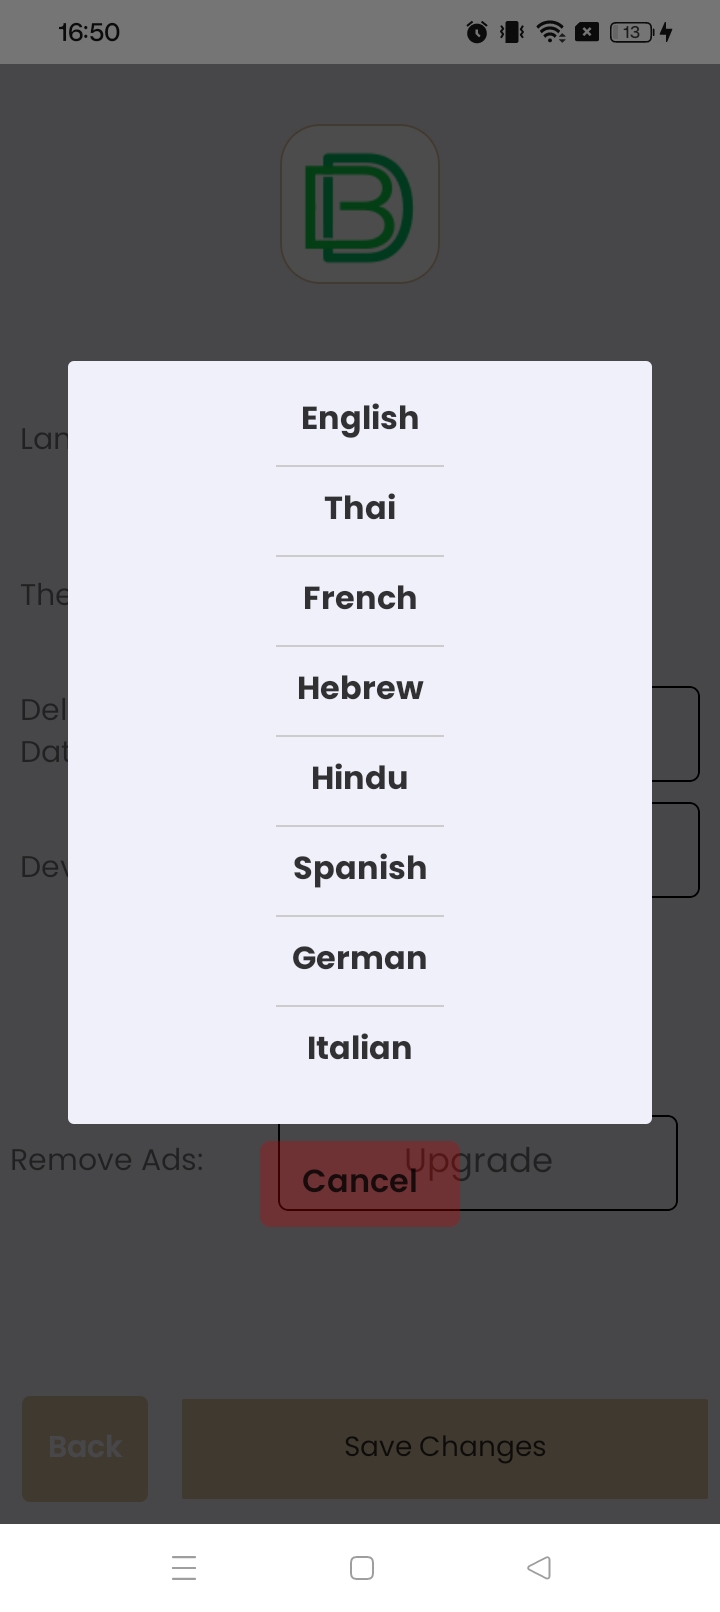 16:50
13
English
Lan
Thai
French
The
Hebrew
Del
Dat
Hindu
Dev
Spanish
German
Italian
Remove Ads:
Upgrade
Cancel
Back
Save Changes